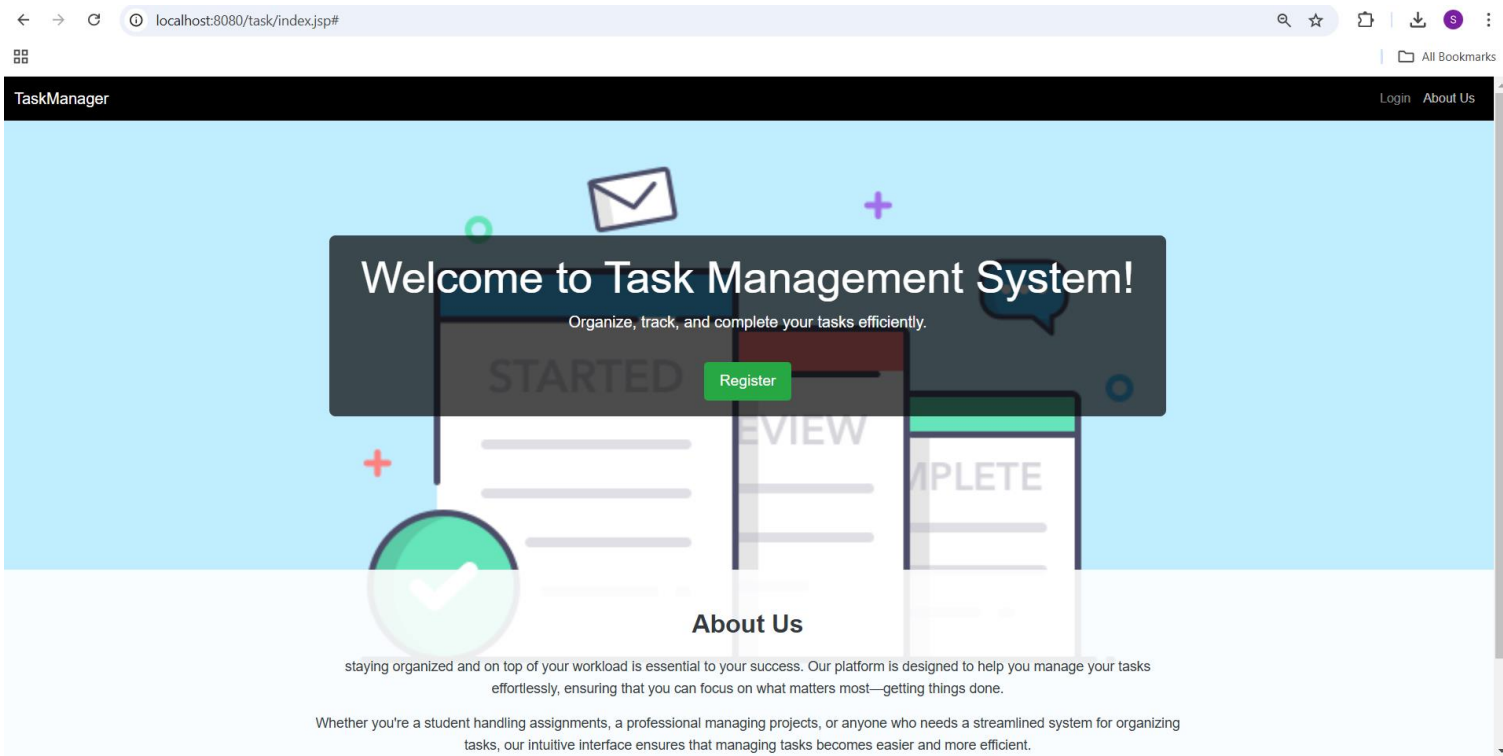 localhost:8080/task/index.jsp#
S
All Bookmarks
TaskManager
Login About Us
Welcome to Task Management System!
Organize, track, and complete your tasks efficiently.
STARTED
Register
EVIEW
MPLETE
About Us
staying organized and on top of your workload is essential to your success. Our platform is designed to help you manage your tasks
effortlessly, ensuring that you can focus on what matters most—getting things done.
Whether you're a student handling assignments, a professional managing projects, or anyone who needs a streamlined system for organizing
tasks, our intuitive interface ensures that managing tasks becomes easier and more efficient.